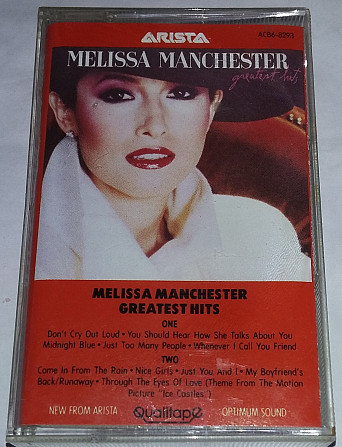 ARISTA
AC86-8293
MELISSA MANCHESTER
greatest hits
MELISSA MANCHESTER
GREATEST HITS
ONE
Don't Cry Out Loud • You Should Hear How She Talks About You
Midnight Blue • Just Too Many People • Whenever I Call You Friend
TWO
Come In From The Rain • Nice Girls • Just You And I • My Boyfriend's
Back/Runaway • Through The Eyes Of Love (Theme From The Motion
Picture "Ice Castles")
NEW FROM ARISTA Qualitape OPTIMUM SOUND